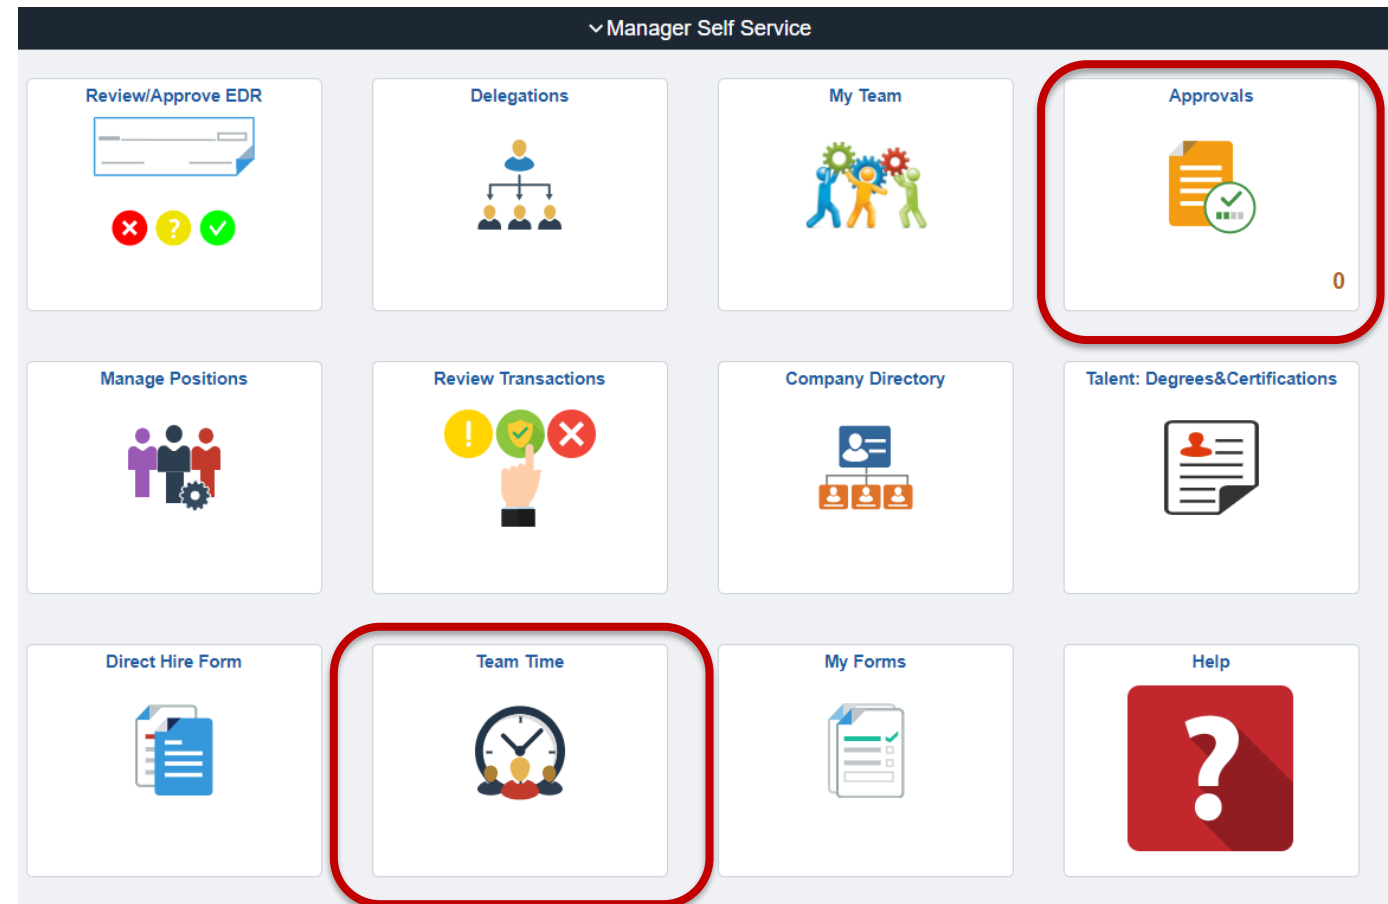 Manager Self Service
Review/Approve EDR
Delegations
My Team
Approvals
0
Manage Positions
Review Transactions
Company Directory
Talent: Degrees&Certifications
Direct Hire Form
Team Time
My Forms
Help